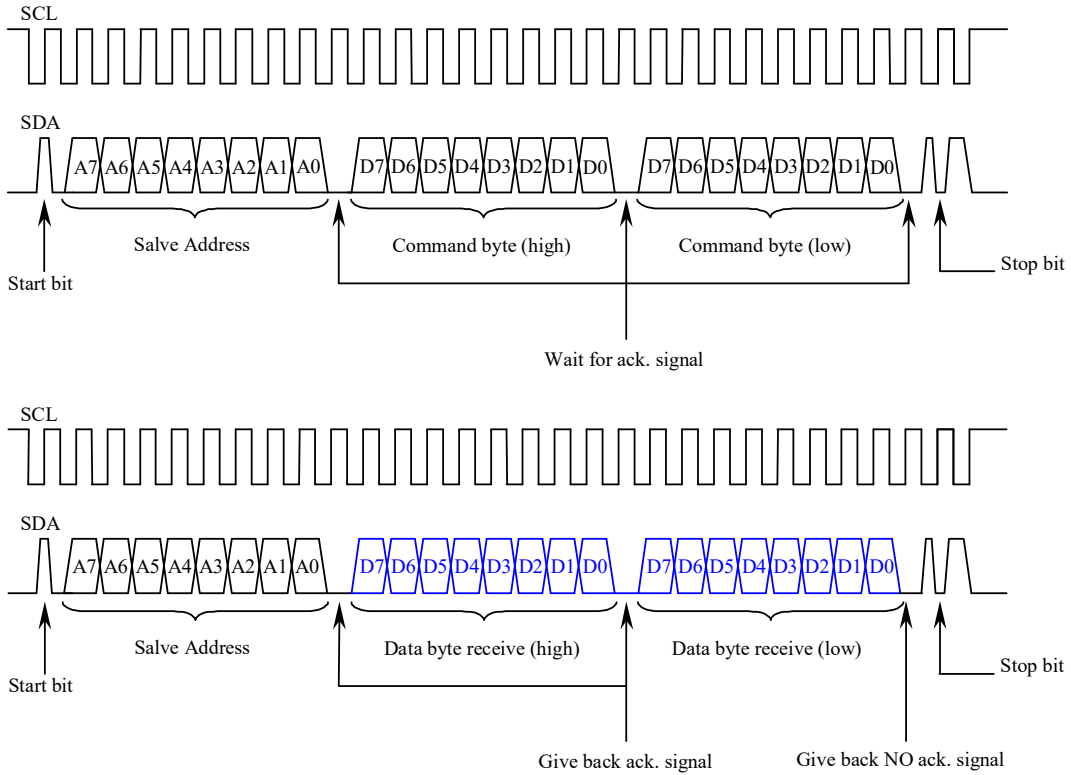 SCL
SDA
A7 A6 A5 A4 A3 A2 A1 A0 D7 D6 D5 D4 D3 D2 D1 D0 D7 D6 D5 D4 D3 D2 D1 D0
Salve Address Command byte (high) Command byte (low)
Start bit Stop bit
Wait for ack. signal
SCL
SDA
A7 A6 A5 A4 A3 A2 A1 A0 D7 D6 D5 D4 D3 D2 D1 D0 D7 D6 D5 D4 D3 D2 D1 D0
Salve Address Data byte receive (high) Data byte receive (low)
Start bit Stop bit
Give back ack. signal Give back NO ack. signal